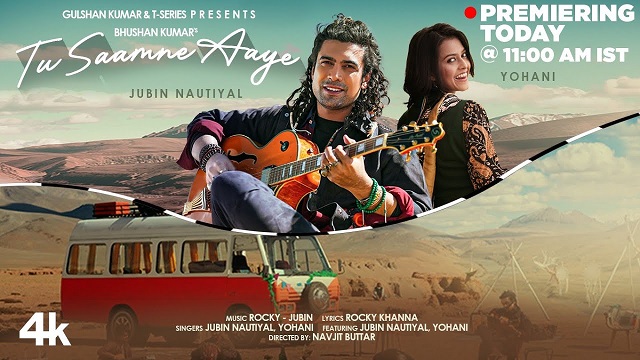 GULSHAN KUMAR & T-SERIES PRESENTS
BHUSHAN KUMAR'S
Tu Saamne Aaye
JUBIN NAUTIYAL
PREMIERING
TODAY
@ 11:00 AM IST
YOHANI
4k
MUSIC ROCKY - JUBIN LYRICS ROCKY KHANNA
SINGERS JUBIN NAUTIYAL, YOHANI FEATURING JUBIN NAUTIYAL, YOHANI
DIRECTED BY: NAVJIT BUTTAR